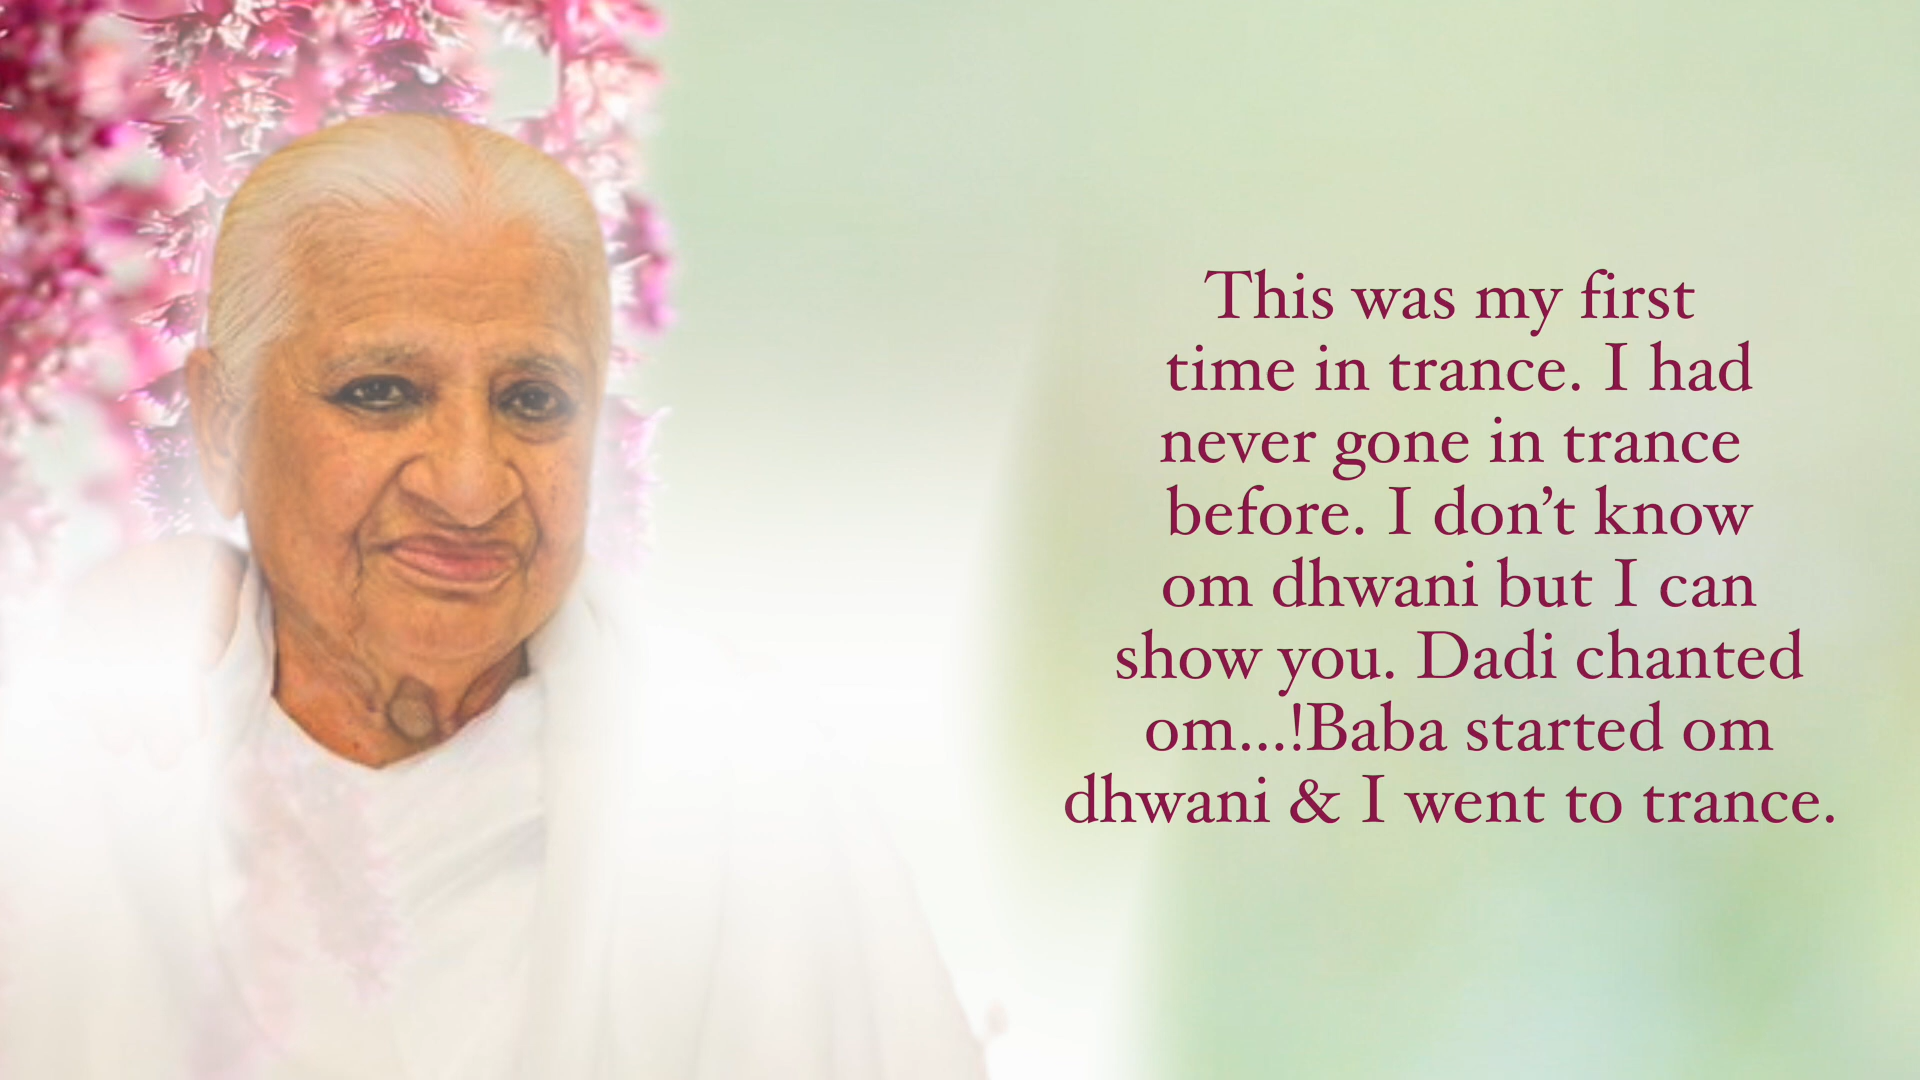 This was my first
time in trance. I had
never gone in trance
before. I don’t know
om dhwani but I can
show you. Dadi chanted
om...!Baba started om
dhwani & I went to trance.